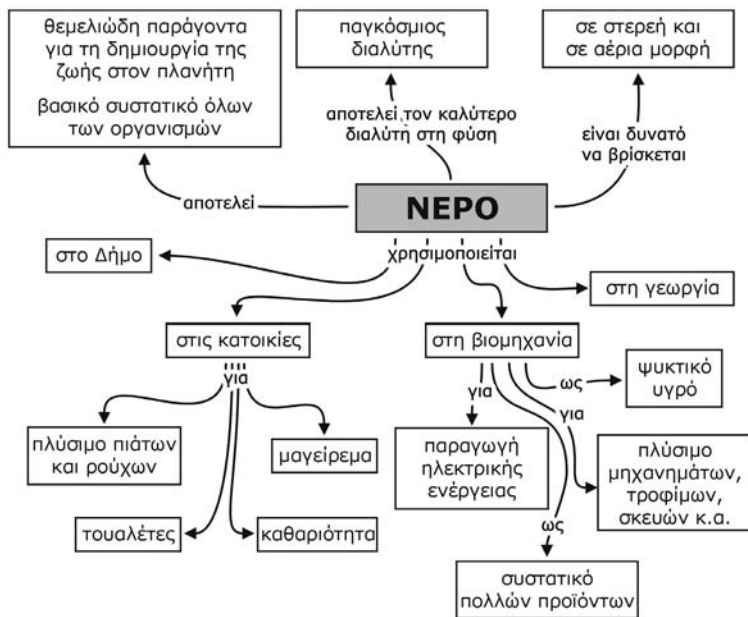 θεμελιώδη παράγοντα
για τη δημιουργία της
ζωής στον πλανήτη
βασικό συστατικό όλων
των οργανισμών
παγκόσμιος
διαλύτης
σε στερεή και
σε αέρια μορφή
αποτελεί τον καλύτερο
διαλύτή στη φύση
είναι δυνατό
να βρίσκεται
αποτελεί
ΝΕΡΟ
στο Δήμο
χρησιμοποιείται
στη γεωργία
στις κατοικίες
στη βιομηχανία
για
πλύσιμο πιάτων
και ρούχων
μαγείρεμα
τουαλέτες
καθαριότητα
για
ως
ψυκτικό
υγρό
για
παραγωγή
ηλεκτρικής
ενέργειας
πλύσιμο
μηχανημάτων,
τροφίμων,
σκευών κ.α.
ως
συστατικό
πολλών προϊόντων